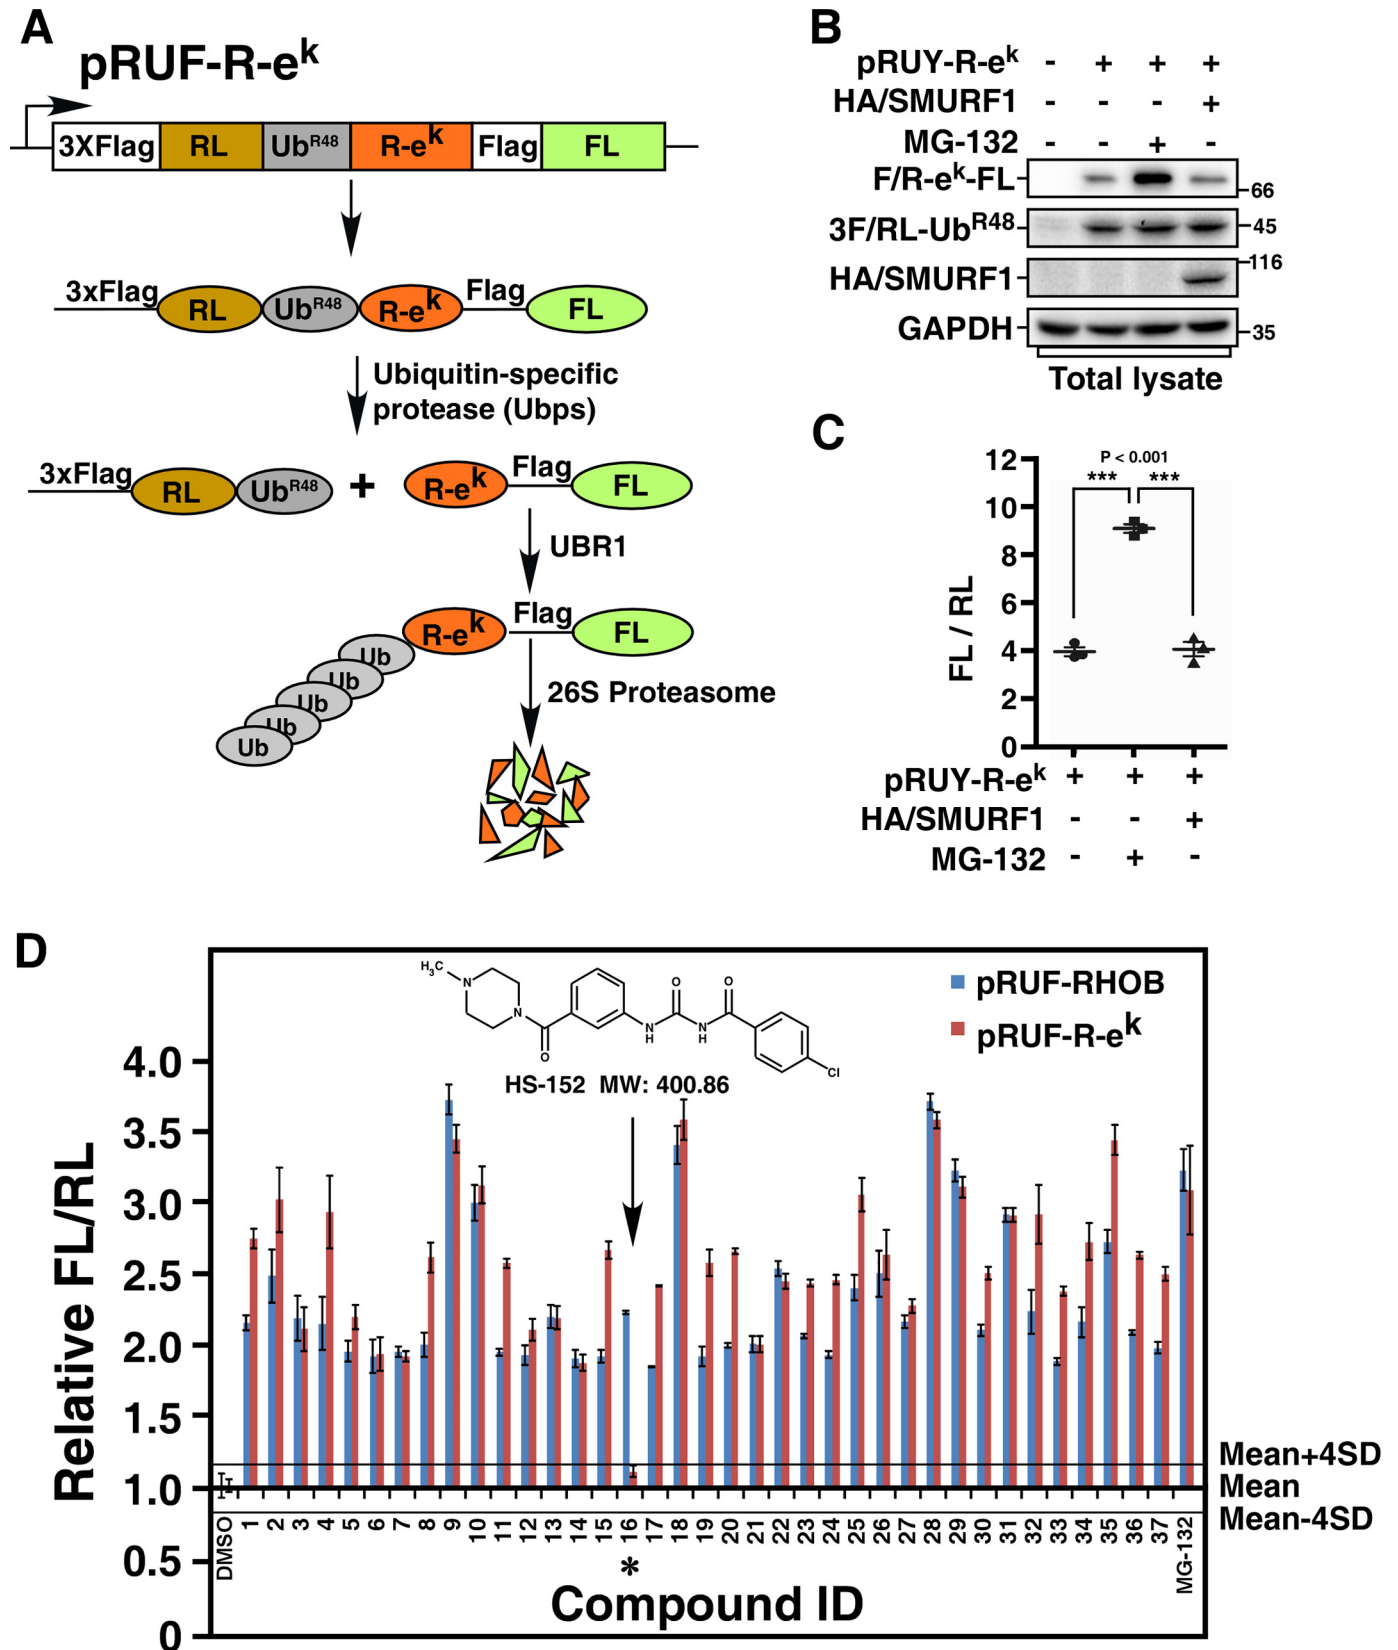 A
pRUF-R-e^k
3XFlag RL Ub^R48 R-e^k Flag FL
3xFlag RL Ub^R48 R-e^k Flag FL
Ubiquitin-specific
protease (Ubps)
3xFlag RL Ub^R48 + R-e^k Flag FL
UBR1
R-e^k Flag FL
Ub
Ub
Ub
Ub
Ub
26S Proteasome
B
pRUY-R-e^k - + + +
HA/SMURF1 - - - +
MG-132 - - + -
F/R-e^k-FL 66
3F/RL-Ub^R48 45
HA/SMURF1 116
GAPDH 35
Total lysate
C
P < 0.001
*** ***
FL / RL
12
10
8
6
4
2
0
pRUY-R-e^k + + +
HA/SMURF1 - - +
MG-132 - + -
D
H3C N N O N H O N H O Cl
HS-152 MW: 400.86
pRUF-RHOB
pRUF-R-e^k
Relative FL/RL
4.0
3.5
3.0
2.5
2.0
1.5
1.0
0.5
0
Mean+4SD
Mean
Mean-4SD
DMSO 1 2 3 4 5 6 7 8 9 10 11 12 13 14 15 16 17 18 19 20 21 22 23 24 25 26 27 28 29 30 31 32 33 34 35 36 37 MG-132
*
Compound ID